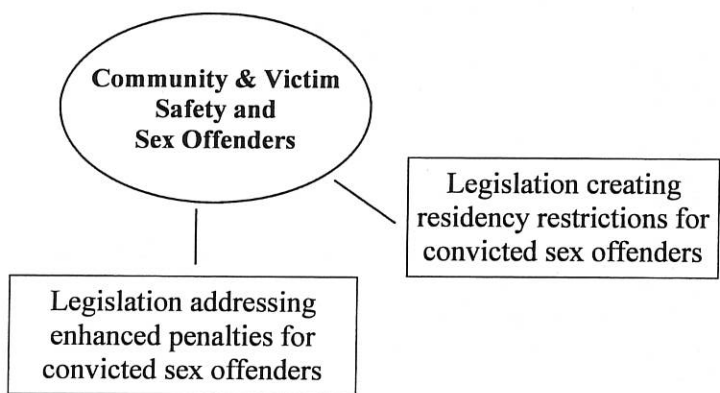 Community & Victim
Safety and
Sex Offenders
Legislation creating
residency restrictions for
convicted sex offenders
Legislation addressing
enhanced penalties for
convicted sex offenders